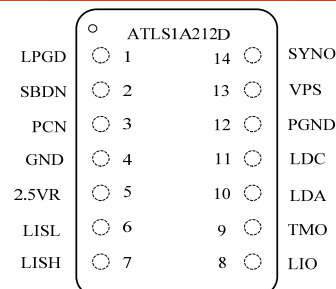 ATLS1A212D
LPGD 1 14 SYNO
SBDN 2 13 VPS
PCN 3 12 PGND
GND 4 11 LDC
2.5VR 5 10 LDA
LISL 6 9 TMO
LISH 7 8 LIO